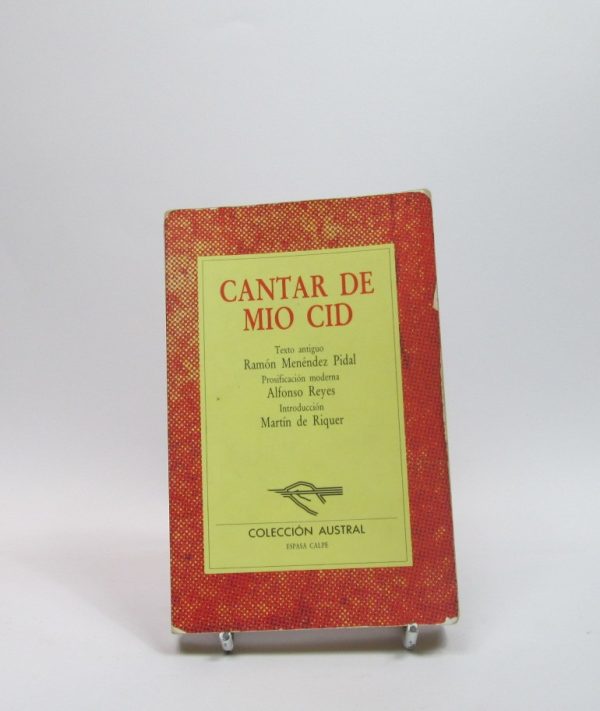 CANTAR DE
MIO CID
Texto antiguo
Ramón Menéndez Pidal
Prosificación moderna
Alfonso Reyes
Introducción
Martín de Riquer
COLECCIÓN AUSTRAL
ESPASA CALPE